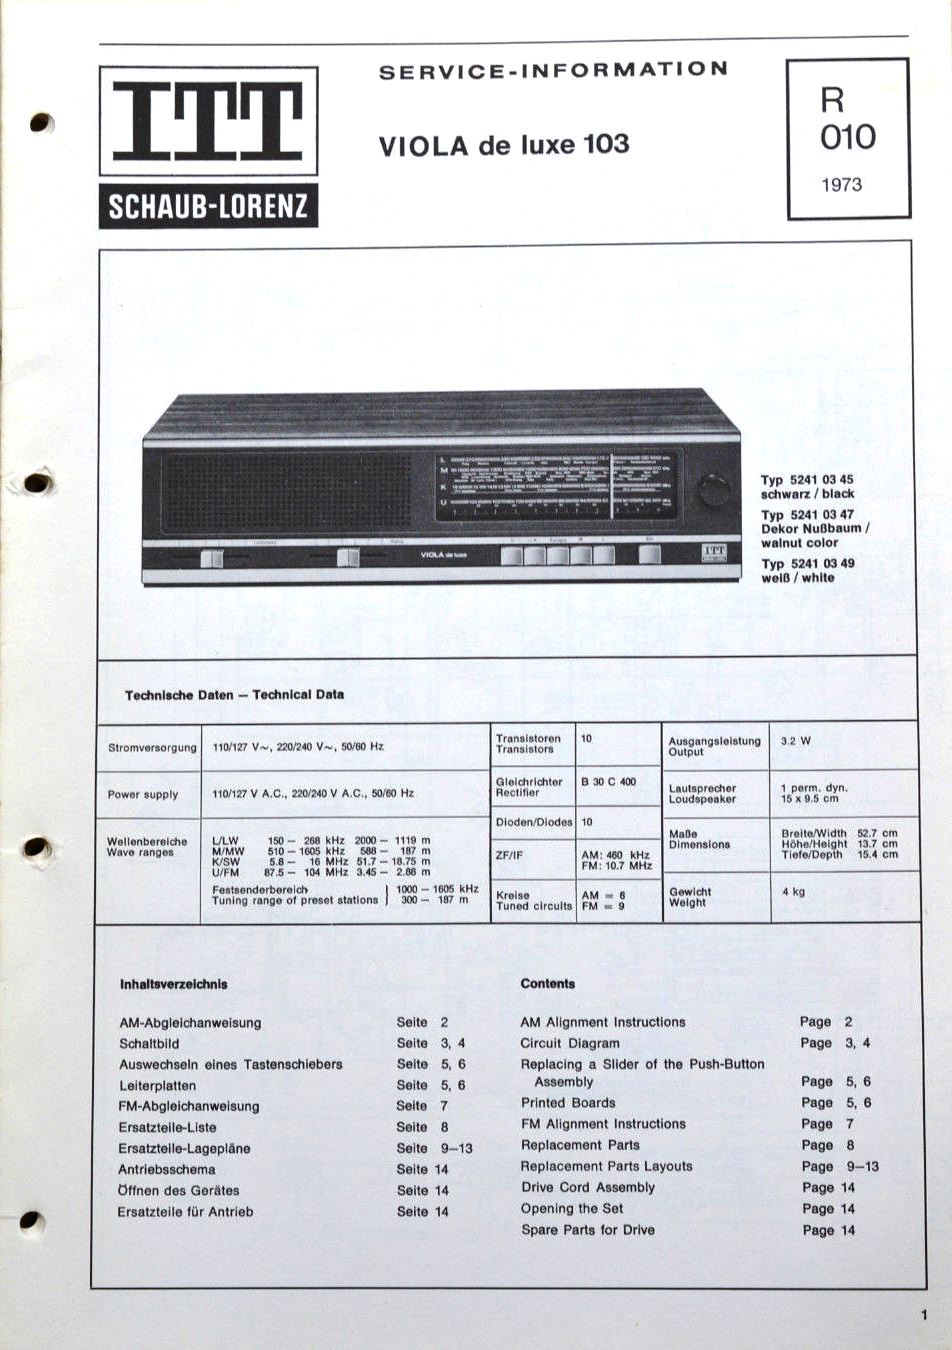 ITT
SCHAUB-LORENZ
SERVICE-INFORMATION
VIOLA de luxe 103
R
010
1973
L
M
K
U
VIOLA de luxe
ITT
Typ 5241 03 45
schwarz / black
Typ 5241 03 47
Dekor Nußbaum /
walnut color
Typ 5241 03 49
weiß / white
Technische Daten — Technical Data
Stromversorgung 110/127 V~, 220/240 V~, 50/60 Hz
Power supply 110/127 V A.C., 220/240 V A.C., 50/60 Hz
Wellenbereiche
Wave ranges
L/LW 150 — 268 kHz 2000 — 1119 m
M/MW 510 — 1605 kHz 588 — 187 m
K/SW 5.8 — 16 MHz 51.7 — 18.75 m
U/FM 87.5 — 104 MHz 3.45 — 2.88 m
Festsenderbereich 1000 — 1605 kHz
Tuning range of preset stations 300 — 187 m
Transistoren 10
Transistors
Gleichrichter B 30 C 400
Rectifier
Dioden/Diodes 10
ZF/IF AM: 460 kHz
FM: 10.7 MHz
Kreise AM = 6
Tuned circuits FM = 9
Ausgangsleistung 3.2 W
Output
Lautsprecher 1 perm. dyn.
Loudspeaker 15 x 9.5 cm
Maße
Dimensions
Breite/Width 52.7 cm
Höhe/Height 13.7 cm
Tiefe/Depth 15.4 cm
Gewicht 4 kg
Weight
Inhaltsverzeichnis
AM-Abgleichanweisung Seite 2
Schaltbild Seite 3, 4
Auswechseln eines Tastenschiebers Seite 5, 6
Leiterplatten Seite 5, 6
FM-Abgleichanweisung Seite 7
Ersatzteile-Liste Seite 8
Ersatzteile-Lagepläne Seite 9—13
Antriebsschema Seite 14
Öffnen des Gerätes Seite 14
Ersatzteile für Antrieb Seite 14
Contents
AM Alignment Instructions Page 2
Circuit Diagram Page 3, 4
Replacing a Slider of the Push-Button
Assembly Page 5, 6
Printed Boards Page 5, 6
FM Alignment Instructions Page 7
Replacement Parts Page 8
Replacement Parts Layouts Page 9—13
Drive Cord Assembly Page 14
Opening the Set Page 14
Spare Parts for Drive Page 14
1